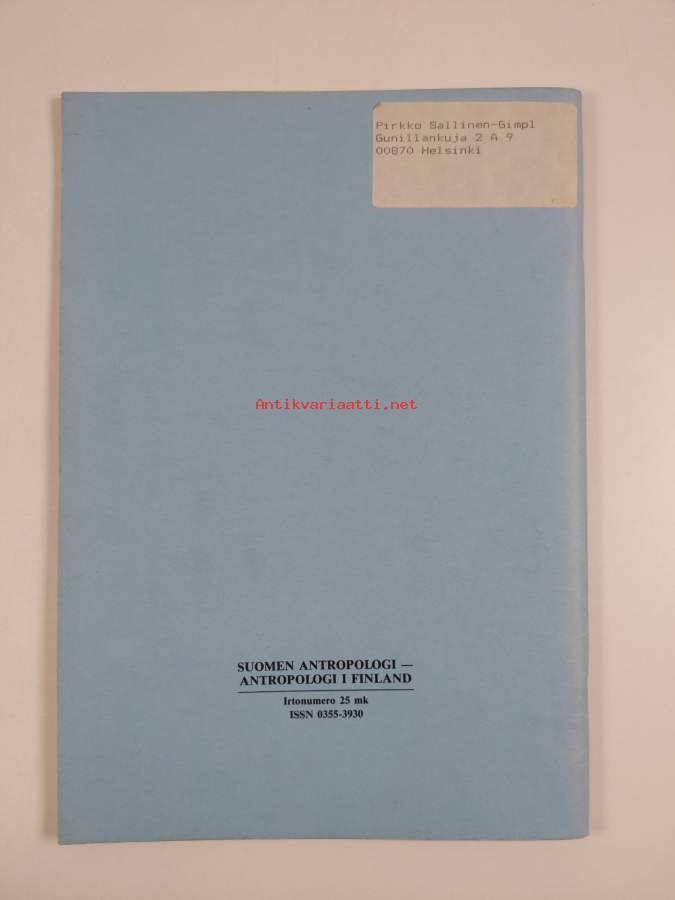 Pirkko Sallinen-Gimpl
Gunillankuja 2 A 9
00870 Helsinki
Antikvariaatti.net
SUOMEN ANTROPOLOGI —
ANTROPOLOGI I FINLAND
Irtonumero 25 mk
ISSN 0355-3930